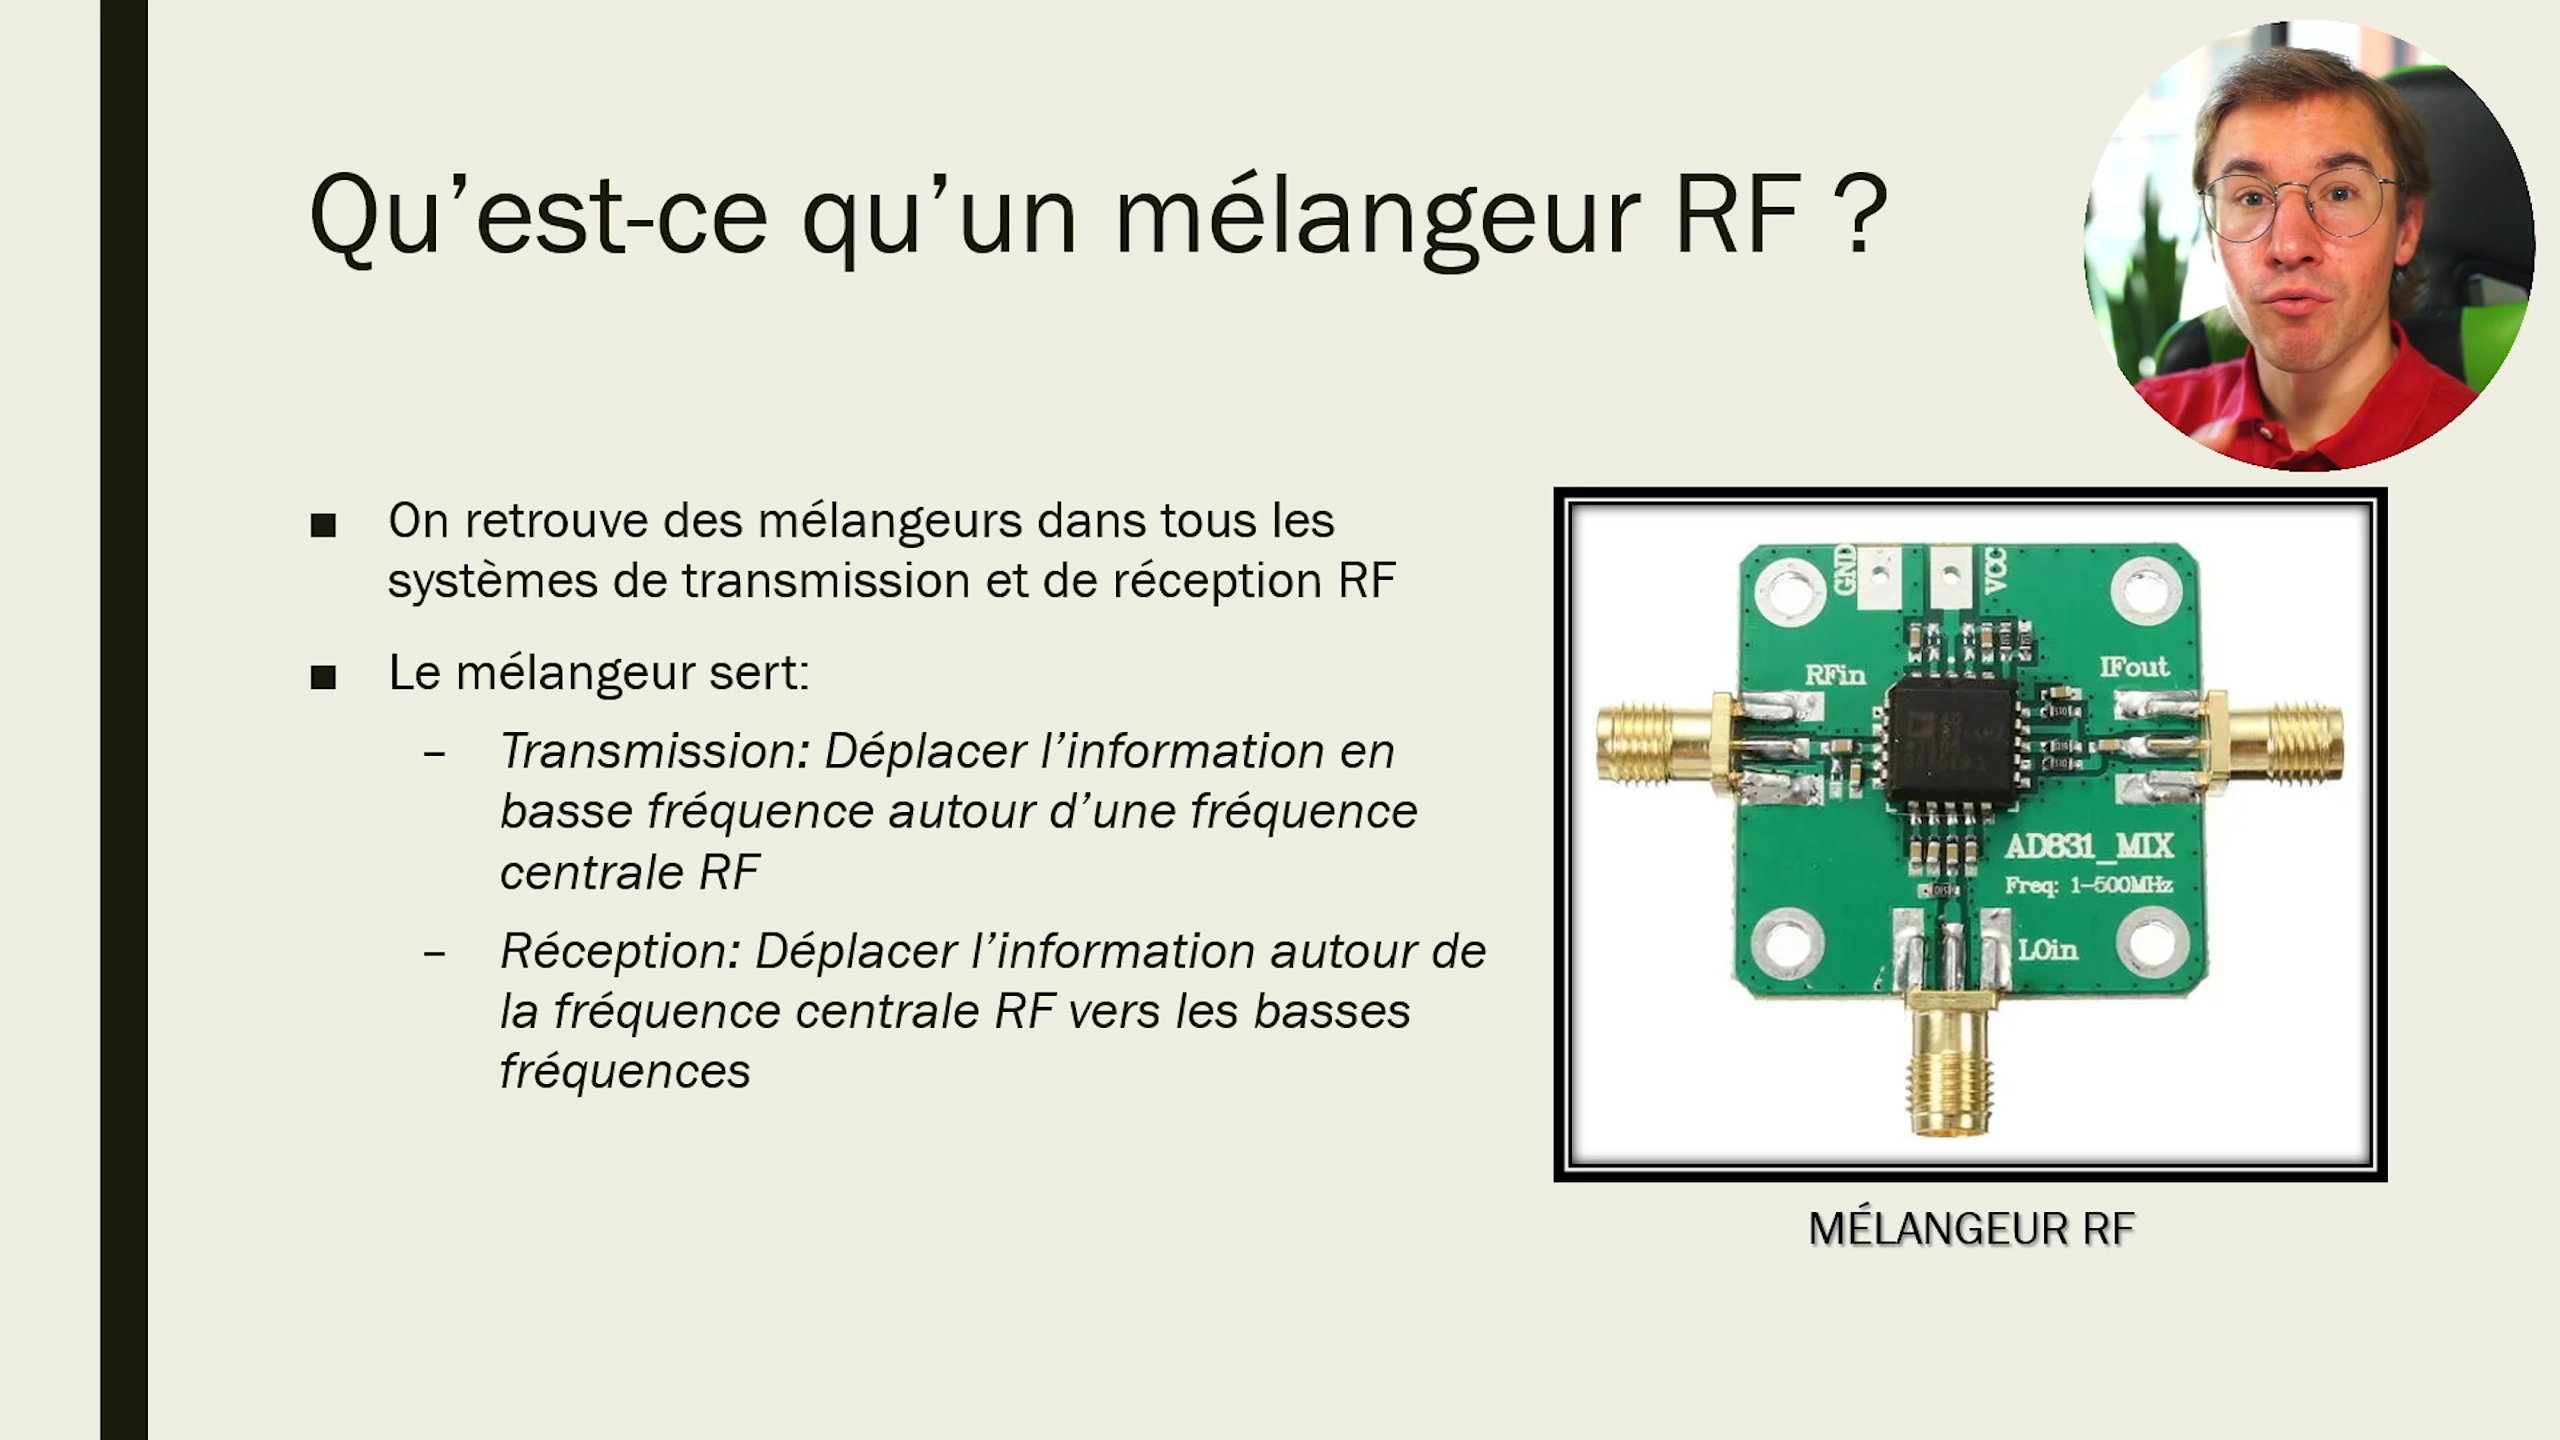 Qu’est-ce qu’un mélangeur RF ?
■ On retrouve des mélangeurs dans tous les
systèmes de transmission et de réception RF
■ Le mélangeur sert:
– Transmission: Déplacer l’information en
basse fréquence autour d’une fréquence
centrale RF
– Réception: Déplacer l’information autour de
la fréquence centrale RF vers les basses
fréquences
GND
VCC
RFin
IFout
AD831_MIX
Freq: 1-500MHz
LOin
MÉLANGEUR RF